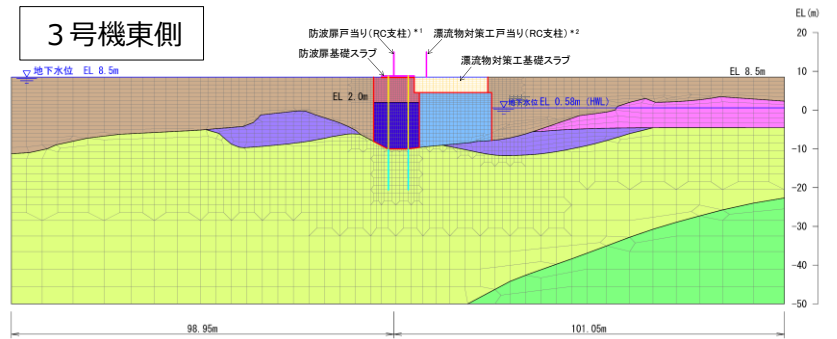 ３号機東側
EL(m)
防波扉戸当り(RC支柱)*1
漂流物対策工戸当り(RC支柱)*2
防波扉基礎スラブ
漂流物対策工基礎スラブ
地下水位 EL 8.5m
EL 8.5m
EL 2.0m
地下水位EL 0.58m (HWL)
20
10
0
-10
-20
-30
-40
-50
98.95m
101.05m